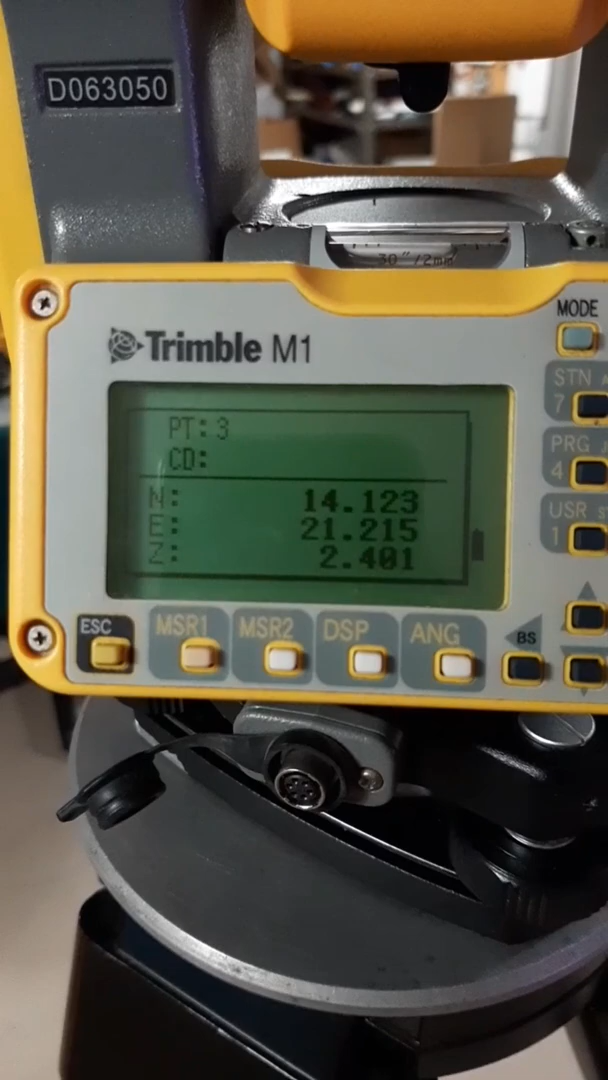 D063050
30"/2mm
MODE
Trimble M1
STN
7
PT: 3
CD:
PRG
4
N: 14.123
E: 21.215
Z: 2.401
USR
1
ESC
MSR1
MSR2
DSP
ANG
BS